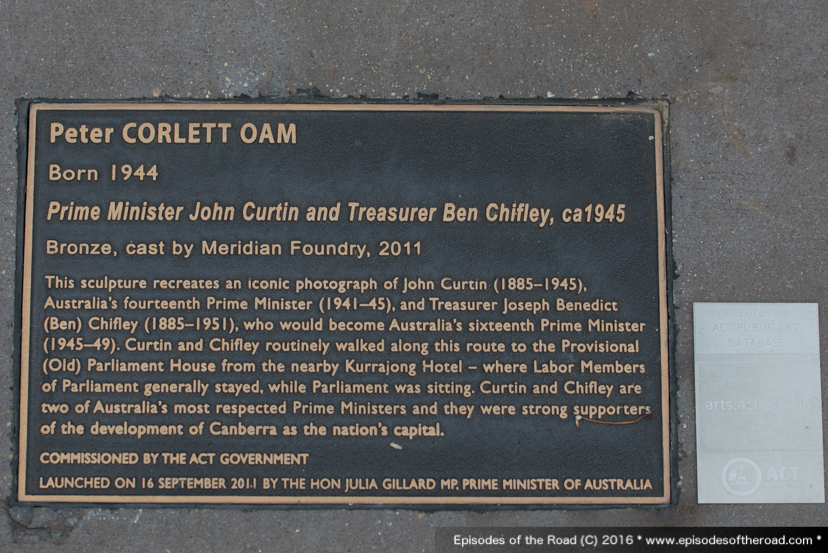 Peter CORLETT OAM
Born 1944
Prime Minister John Curtin and Treasurer Ben Chifley, ca1945
Bronze, cast by Meridian Foundry, 2011
This sculpture recreates an iconic photograph of John Curtin (1885–1945),
Australia's fourteenth Prime Minister (1941–45), and Treasurer Joseph Benedict
(Ben) Chifley (1885–1951), who would become Australia's sixteenth Prime Minister
(1945–49). Curtin and Chifley routinely walked along this route to the Provisional
(Old) Parliament House from the nearby Kurrajong Hotel – where Labor Members
of Parliament generally stayed, while Parliament was sitting. Curtin and Chifley are
two of Australia's most respected Prime Ministers and they were strong supporters
of the development of Canberra as the nation's capital.
COMMISSIONED BY THE ACT GOVERNMENT
LAUNCHED ON 16 SEPTEMBER 2011 BY THE HON JULIA GILLARD MP, PRIME MINISTER OF AUSTRALIA
ACT PUBLIC ART
DATABASE
ACT
Episodes of the Road (C) 2016 * www.episodesoftheroad.com *